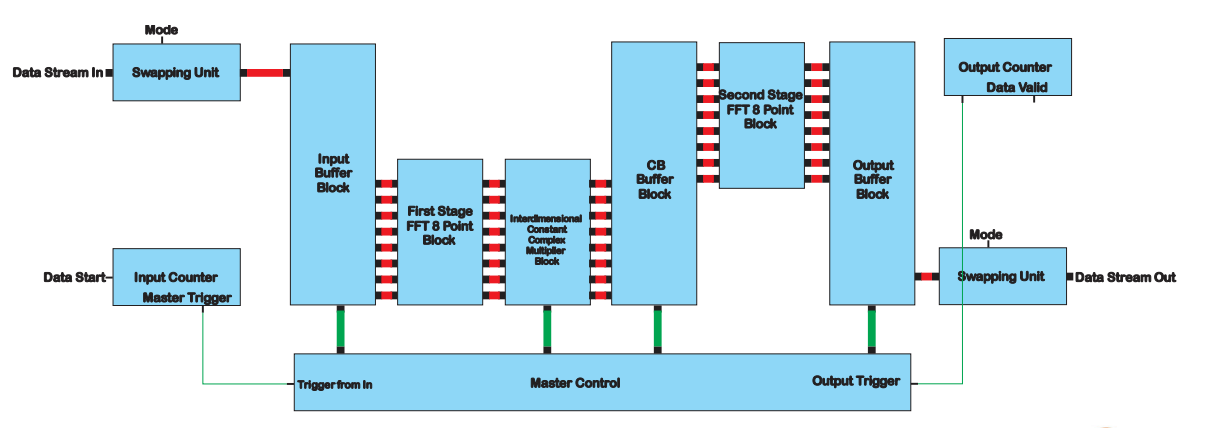 Mode
Data Stream In
Swapping Unit
Input
Buffer
Block
First Stage
FFT 8 Point
Block
Interdimensional
Constant
Complex
Multiplier
Block
CB
Buffer
Block
Second Stage
FFT 8 Point
Block
Output
Buffer
Block
Output Counter
Data Valid
Mode
Swapping Unit
Data Stream Out
Data Start
Input Counter
Master Trigger
Trigger from In
Master Control
Output Trigger